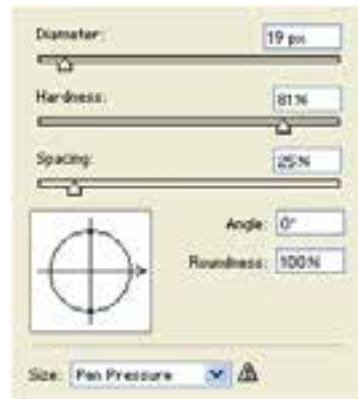 Diameter: 19 px
Hardness: 81%
Spacing: 25%
Angle: 0°
Roundness: 100%
Size: Pen Pressure